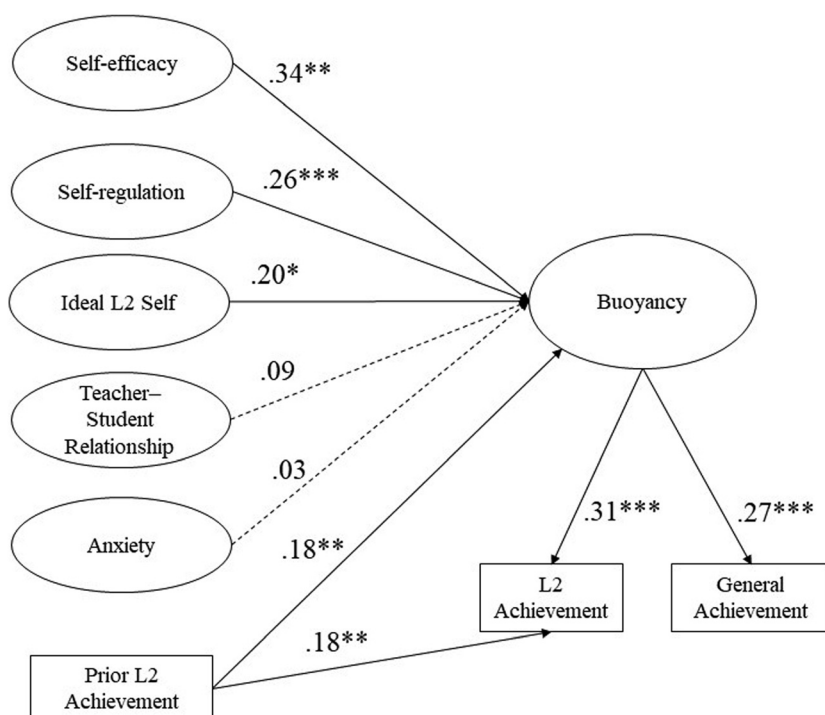 Self-efficacy
.34**
Self-regulation
.26***
Ideal L2 Self
.20*
Buoyancy
Teacher–
Student
Relationship
.09
Anxiety
.03
.18**
.31***
.27***
L2
Achievement
General
Achievement
.18**
Prior L2
Achievement